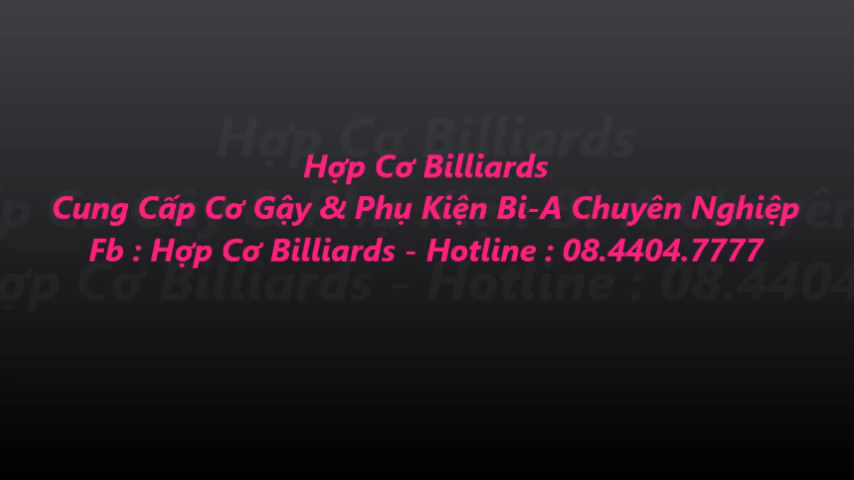 Hợp Cơ Billiards
Cung Cấp Cơ Gậy & Phụ Kiện Bi-A Chuyên Nghiệp
Fb : Hợp Cơ Billiards - Hotline : 08.4404.7777